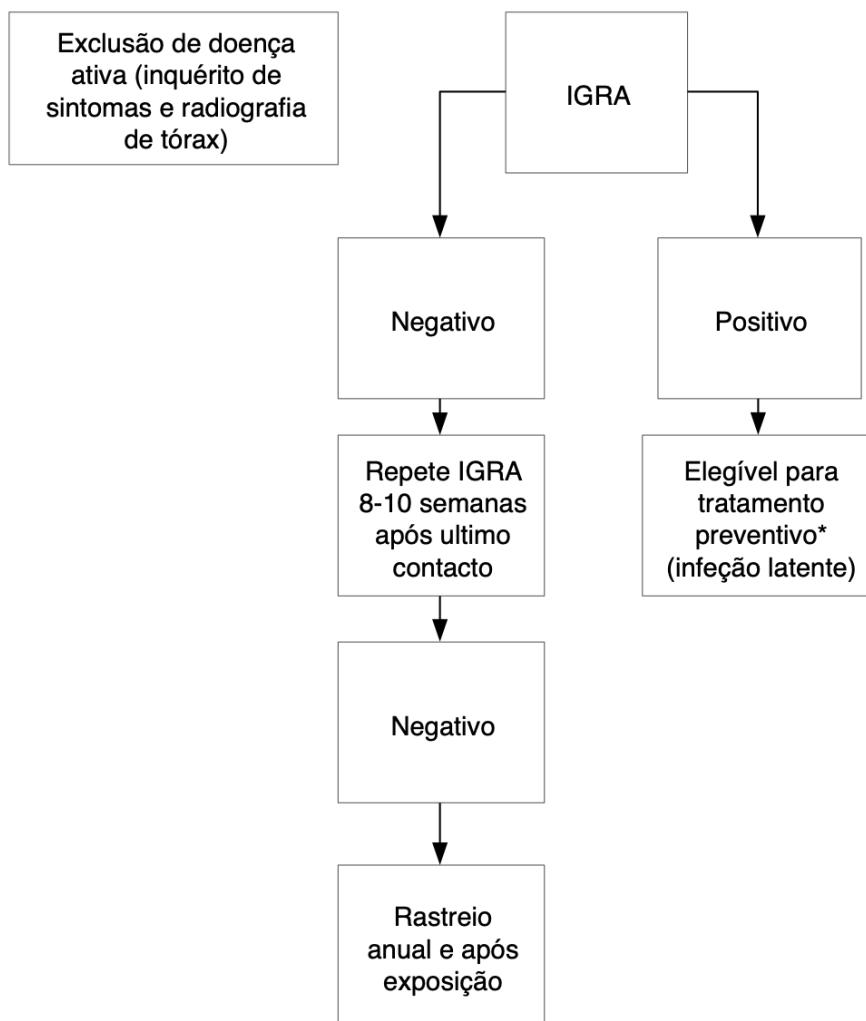 Exclusão de doença
ativa (inquérito de
sintomas e radiografia
de tórax)
IGRA
Negativo
Positivo
Repete IGRA
8-10 semanas
após ultimo
contacto
Elegível para
tratamento
preventivo*
(infeção latente)
Negativo
Rastreio
anual e após
exposição